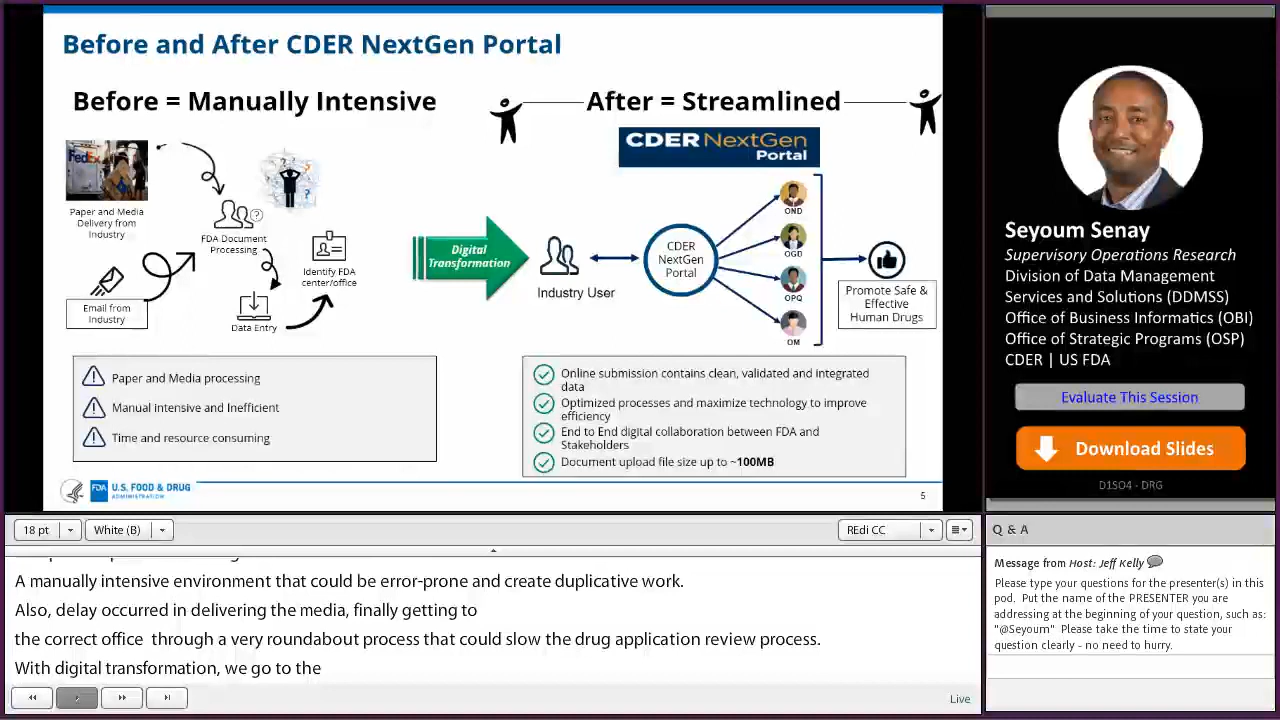 Before and After CDER NextGen Portal
Before = Manually Intensive
FedEx
Paper and Media
Delivery from
Industry
FDA Document
Processing
Identify FDA
center/office
Email from
Industry
Data Entry
Digital
Transformation
After = Streamlined
CDER NextGen
Portal
Industry User
CDER
NextGen
Portal
OND
OGD
OPQ
OM
Promote Safe &
Effective
Human Drugs
Paper and Media processing
Manual intensive and Inefficient
Time and resource consuming
Online submission contains clean, validated and integrated
data
Optimized processes and maximize technology to improve
efficiency
End to End digital collaboration between FDA and
Stakeholders
Document upload file size up to ~100MB
FDA
U.S. FOOD & DRUG
ADMINISTRATION
5
Seyoum Senay
Supervisory Operations Research
Division of Data Management
Services and Solutions (DDMSS)
Office of Business Informatics (OBI)
Office of Strategic Programs (OSP)
CDER | US FDA
Evaluate This Session
Download Slides
D1SO4 - DRG
18 pt
White (B)
REdi CC
A manually intensive environment that could be error-prone and create duplicative work.
Also, delay occurred in delivering the media, finally getting to
the correct office through a very roundabout process that could slow the drug application review process.
With digital transformation, we go to the
Live
Q & A
Message from Host: Jeff Kelly
Please type your questions for the presenter(s) in this
pod. Put the name of the PRESENTER you are
addressing at the beginning of your question, such as:
"@Seyoum" Please take the time to state your
question clearly - no need to hurry.